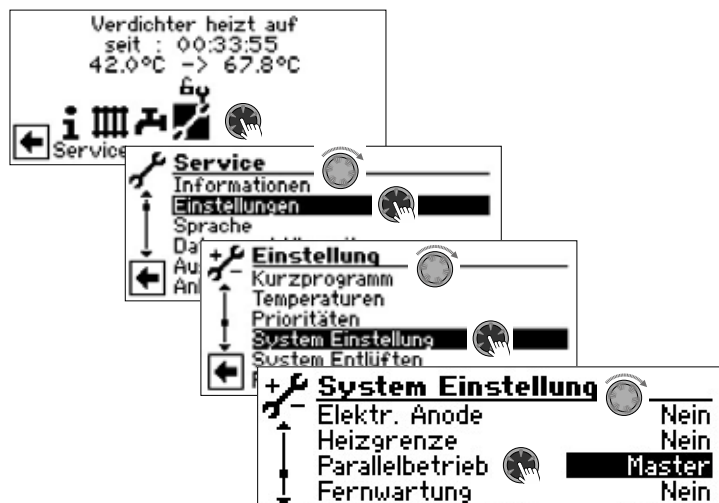 Verdichter heizt auf
seit : 00:33:55
42.0°C -> 67.8°C
Service
Service
Informationen
Einstellungen
Sprache
Einstellung
Kurzprogramm
Temperaturen
Prioritäten
System Einstellung
System Entlüften
System Einstellung
Elektr. Anode Nein
Heizgrenze Nein
Parallelbetrieb Master
Fernwartung Nein